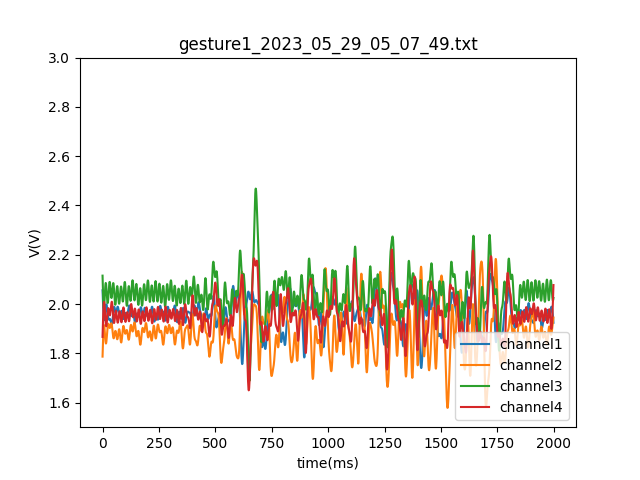 gesture1_2023_05_29_05_07_49.txt
3.0
2.8
2.6
2.4
2.2
2.0
1.8
1.6
V(V)
channel1
channel2
channel3
channel4
0 250 500 750 1000 1250 1500 1750 2000
time(ms)